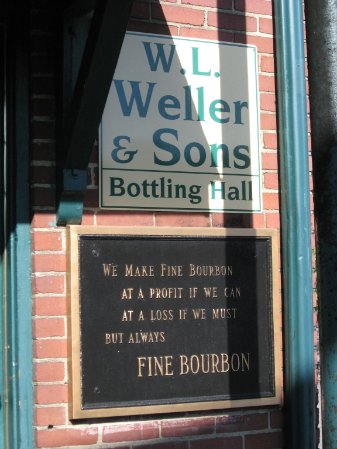 W.L.
Weller
& Sons
Bottling Hall
WE MAKE FINE BOURBON
AT A PROFIT IF WE CAN
AT A LOSS IF WE MUST
BUT ALWAYS
FINE BOURBON